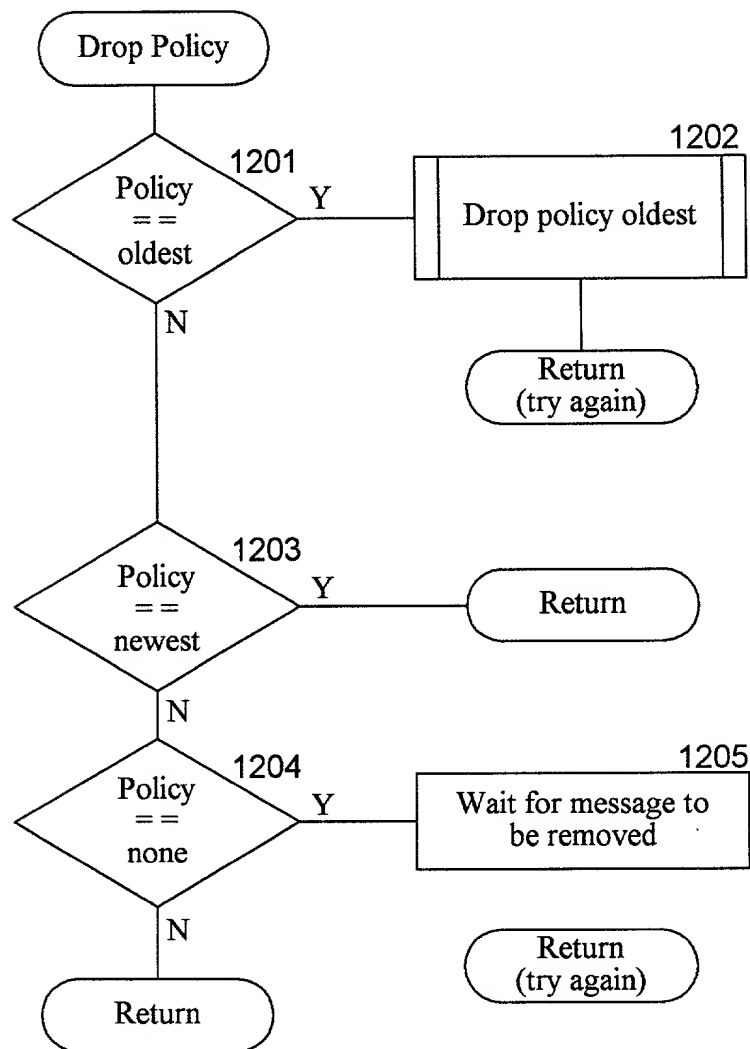 Drop Policy
1201
Policy
==
oldest
Y
1202
Drop policy oldest
N
Return
(try again)
1203
Policy
==
newest
Y
Return
N
1204
Policy
==
none
Y
1205
Wait for message to
be removed
N
Return
(try again)
Return